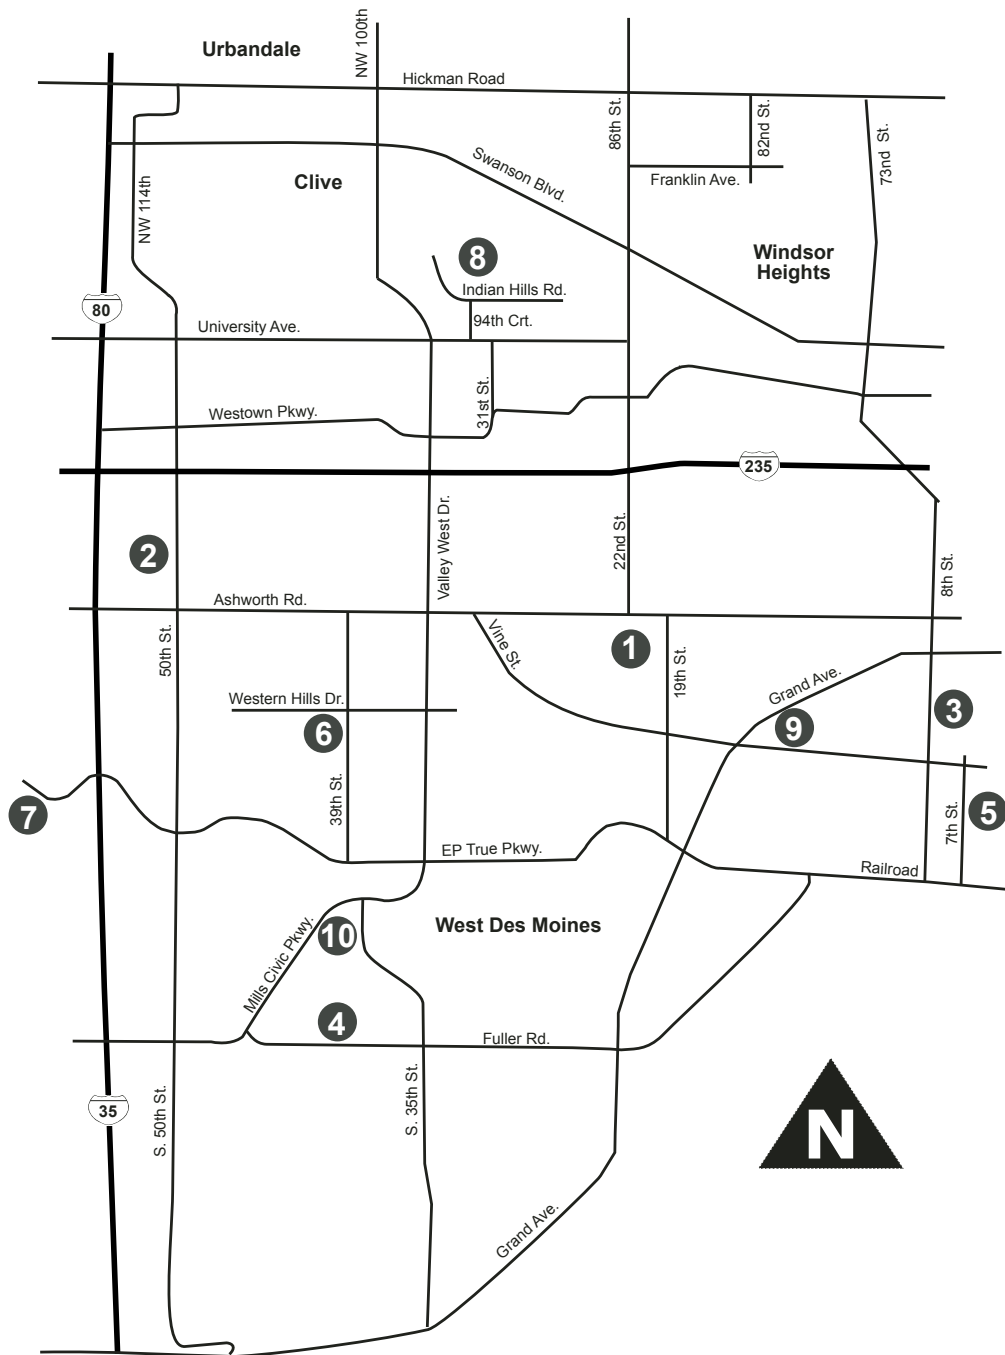 Urbandale
NW 100th
Hickman Road
86th St.
82nd St.
73nd St.
Franklin Ave.
Swanson Blvd.
Clive
NW 114th
Windsor
Heights
8
Indian Hills Rd.
80
94th Crt.
University Ave.
31st St.
Westown Pkwy.
235
Valley West Dr.
22nd St.
2
8th St.
Ashworth Rd.
50th St.
Vine St.
1
19th St.
Grand Ave.
Western Hills Dr.
6
9
3
39th St.
7
5
7th St.
EP True Pkwy.
Railroad
Mills Civic Pkwy.
10
West Des Moines
4
Fuller Rd.
35
S. 50th St.
S. 35th St.
N
Grand Ave.